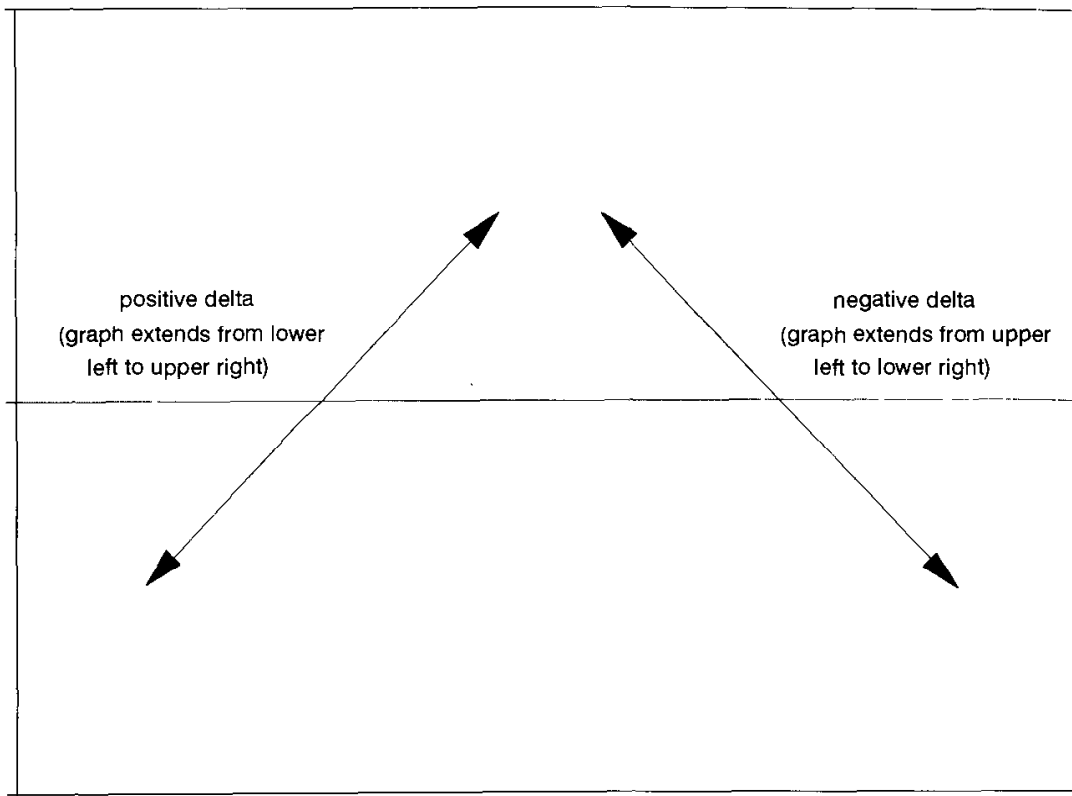 positive delta
(graph extends from lower
left to upper right)
negative delta
(graph extends from upper
left to lower right)